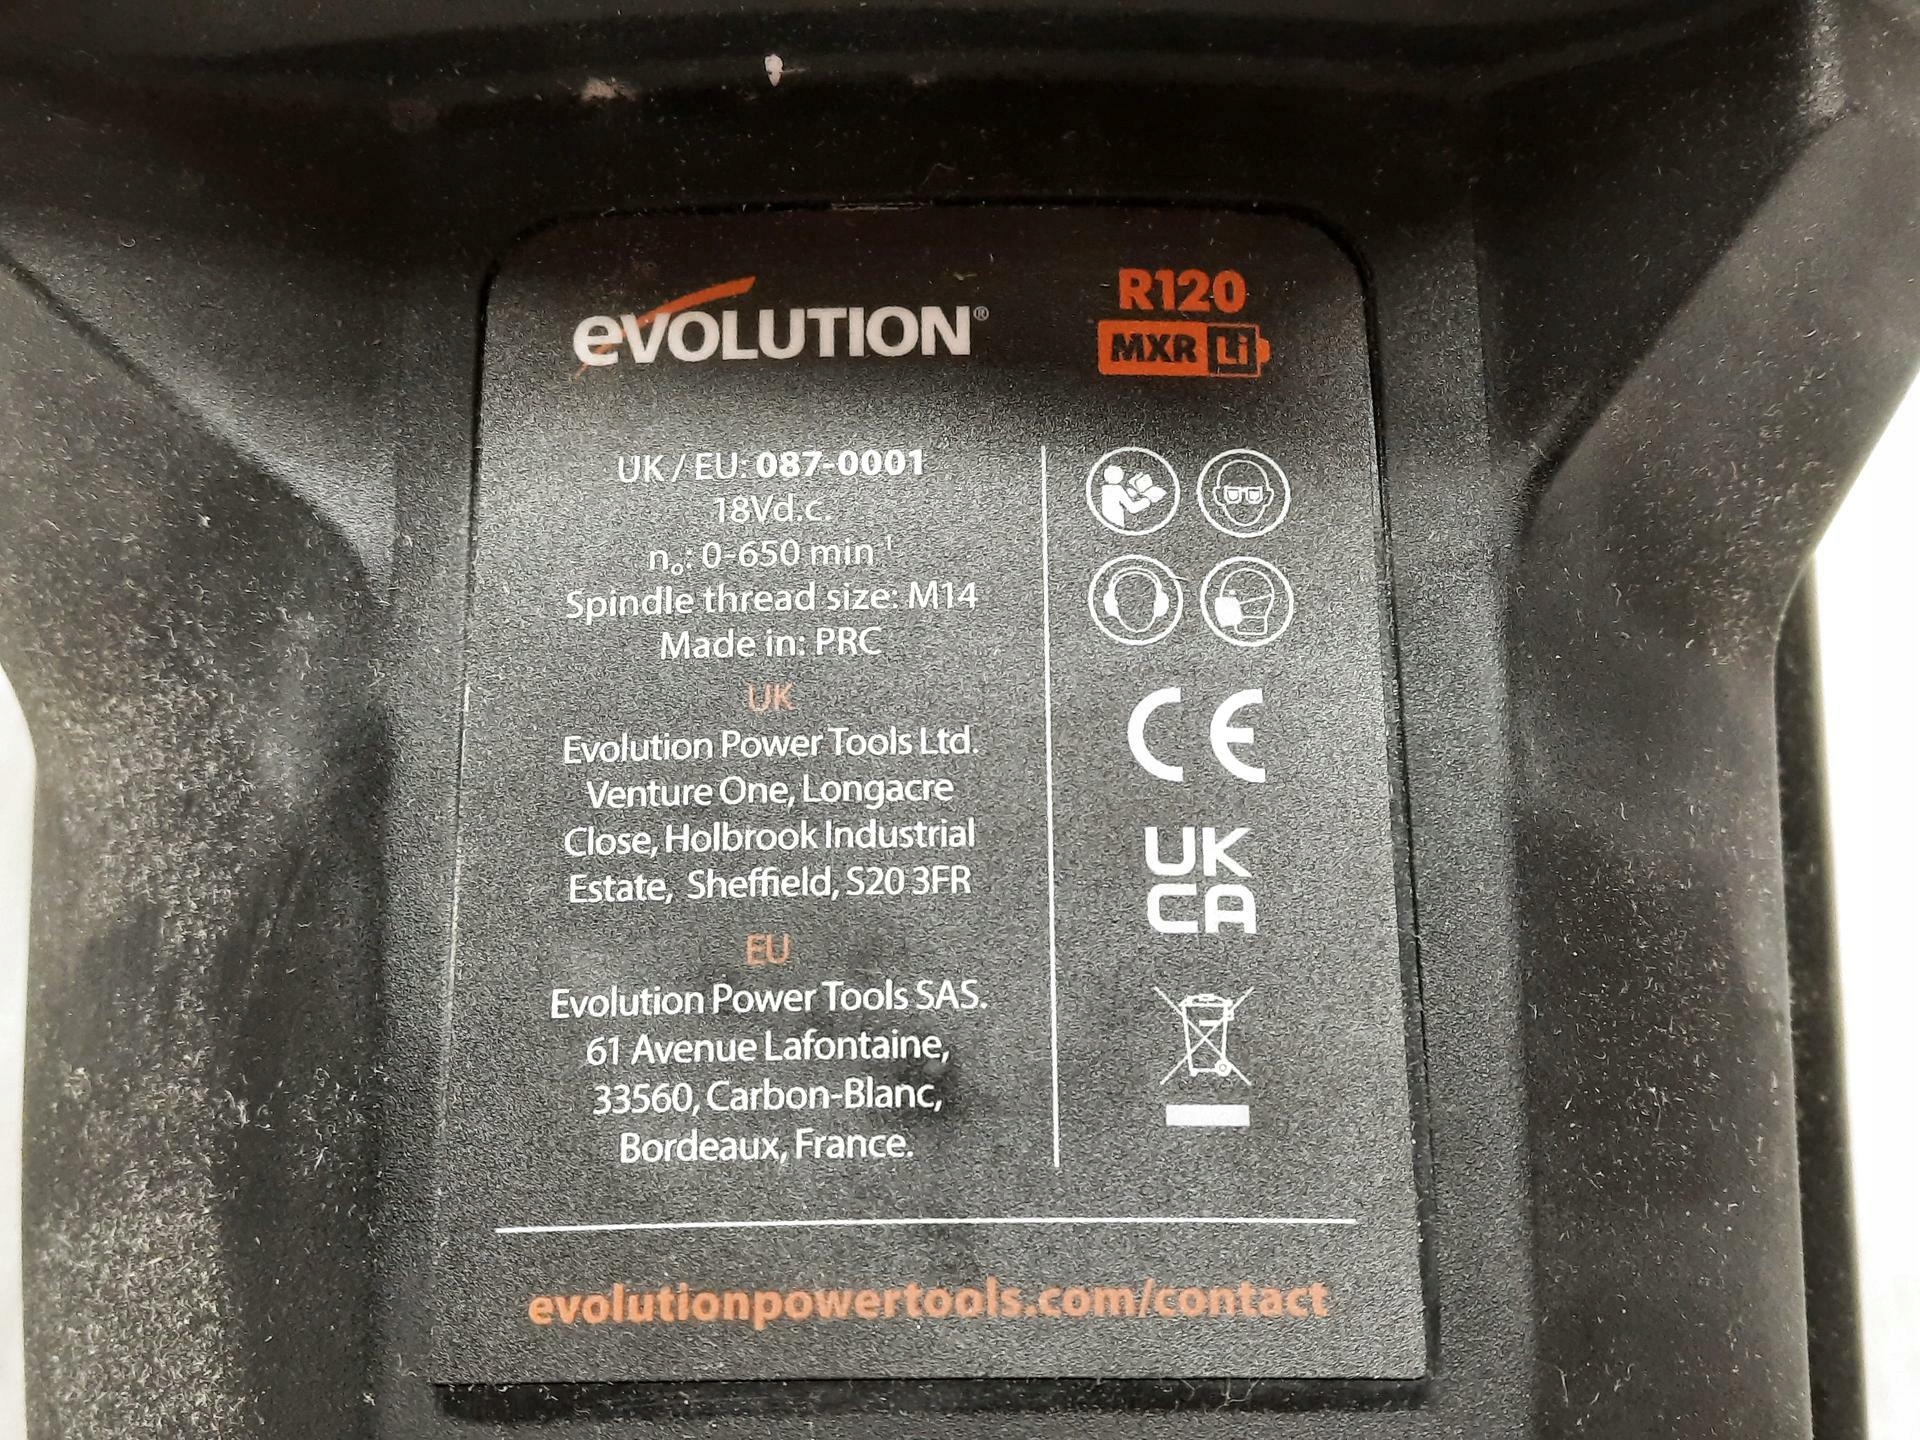 evolution®
R120
MXR Li
UK / EU: 087-0001
18Vd.c.
nₒ: 0-650 min⁻¹
Spindle thread size: M14
Made in: PRC
UK
Evolution Power Tools Ltd.
Venture One, Longacre
Close, Holbrook Industrial
Estate, Sheffield, S20 3FR
EU
Evolution Power Tools SAS.
61 Avenue Lafontaine,
33560, Carbon-Blanc,
Bordeaux, France.
CE
UK
CA
evolutionpowertools.com/contact